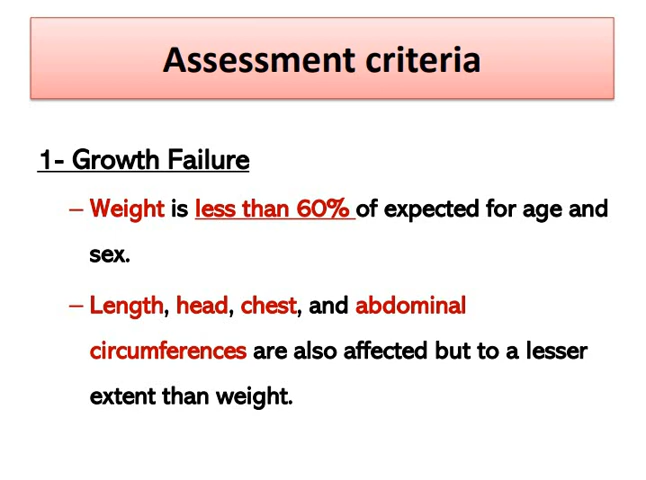 Assessment criteria
1- Growth Failure
– Weight is less than 60% of expected for age and
sex.
– Length, head, chest, and abdominal
circumferences are also affected but to a lesser
extent than weight.